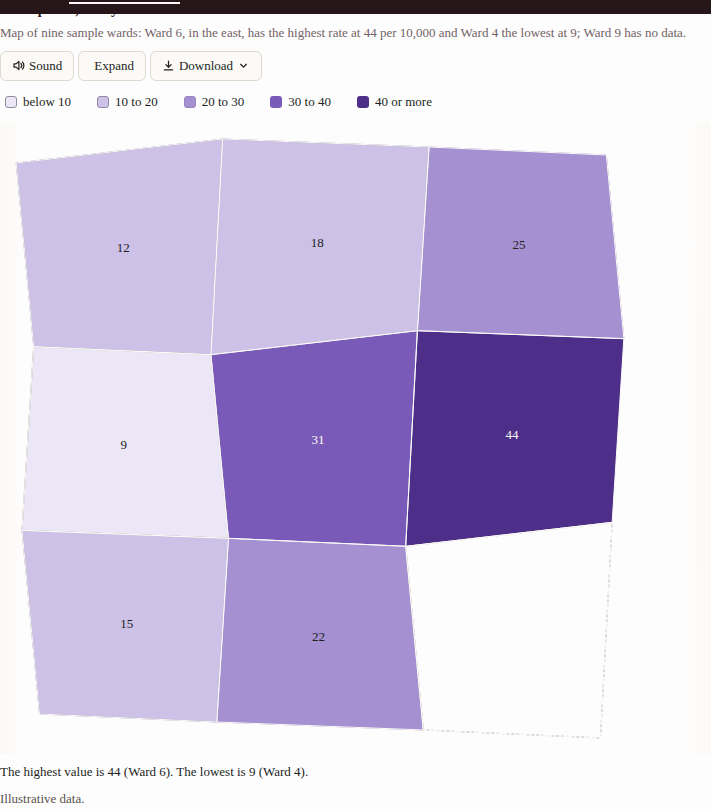 Map of nine sample wards: Ward 6, in the east, has the highest rate at 44 per 10,000 and Ward 4 the lowest at 9; Ward 9 has no data.
Sound Expand Download
below 10 10 to 20 20 to 30 30 to 40 40 or more
12 18 25
9 31 44
15 22
The highest value is 44 (Ward 6). The lowest is 9 (Ward 4).
Illustrative data.